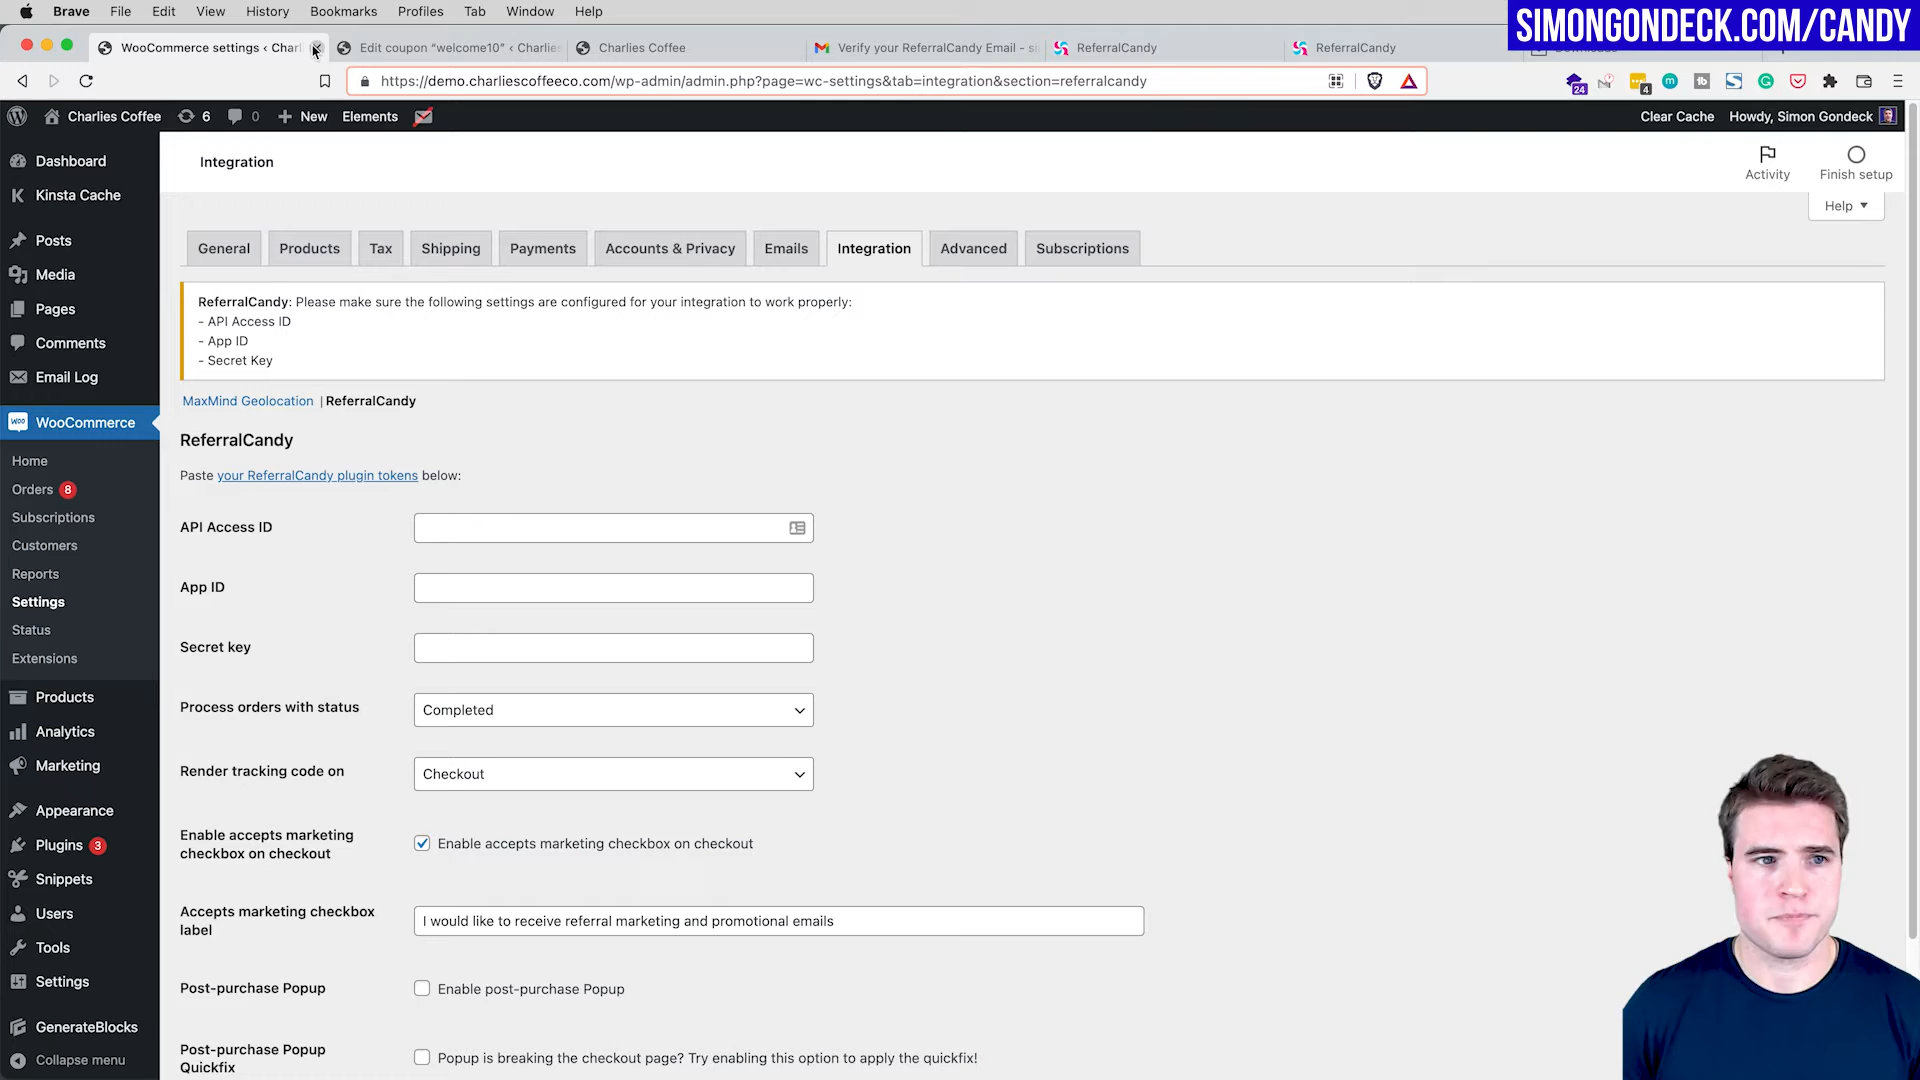 Brave File Edit View History Bookmarks Profiles Tab Window Help
SIMONGONDECK.COM/CANDY
WooCommerce settings ‹ Charl
Edit coupon “welcome10” ‹ Charlies
Charlies Coffee
Verify your ReferralCandy Email - si
ReferralCandy
ReferralCandy
https://demo.charliescoffeeco.com/wp-admin/admin.php?page=wc-settings&tab=integration&section=referralcandy
24
4
Charlies Coffee
6
0
New
Elements
Clear Cache
Howdy, Simon Gondeck
Dashboard
Kinsta Cache
Posts
Media
Pages
Comments
Email Log
WooCommerce
Home
Orders 8
Subscriptions
Customers
Reports
Settings
Status
Extensions
Products
Analytics
Marketing
Appearance
Plugins 3
Snippets
Users
Tools
Settings
GenerateBlocks
Collapse menu
Integration
Activity
Finish setup
Help
General
Products
Tax
Shipping
Payments
Accounts & Privacy
Emails
Integration
Advanced
Subscriptions
ReferralCandy: Please make sure the following settings are configured for your integration to work properly:
- API Access ID
- App ID
- Secret Key
MaxMind Geolocation | ReferralCandy
ReferralCandy
Paste your ReferralCandy plugin tokens below:
API Access ID
App ID
Secret key
Process orders with status
Completed
Render tracking code on
Checkout
Enable accepts marketing
checkbox on checkout
Enable accepts marketing checkbox on checkout
Accepts marketing checkbox
label
I would like to receive referral marketing and promotional emails
Post-purchase Popup
Enable post-purchase Popup
Post-purchase Popup
Quickfix
Popup is breaking the checkout page? Try enabling this option to apply the quickfix!